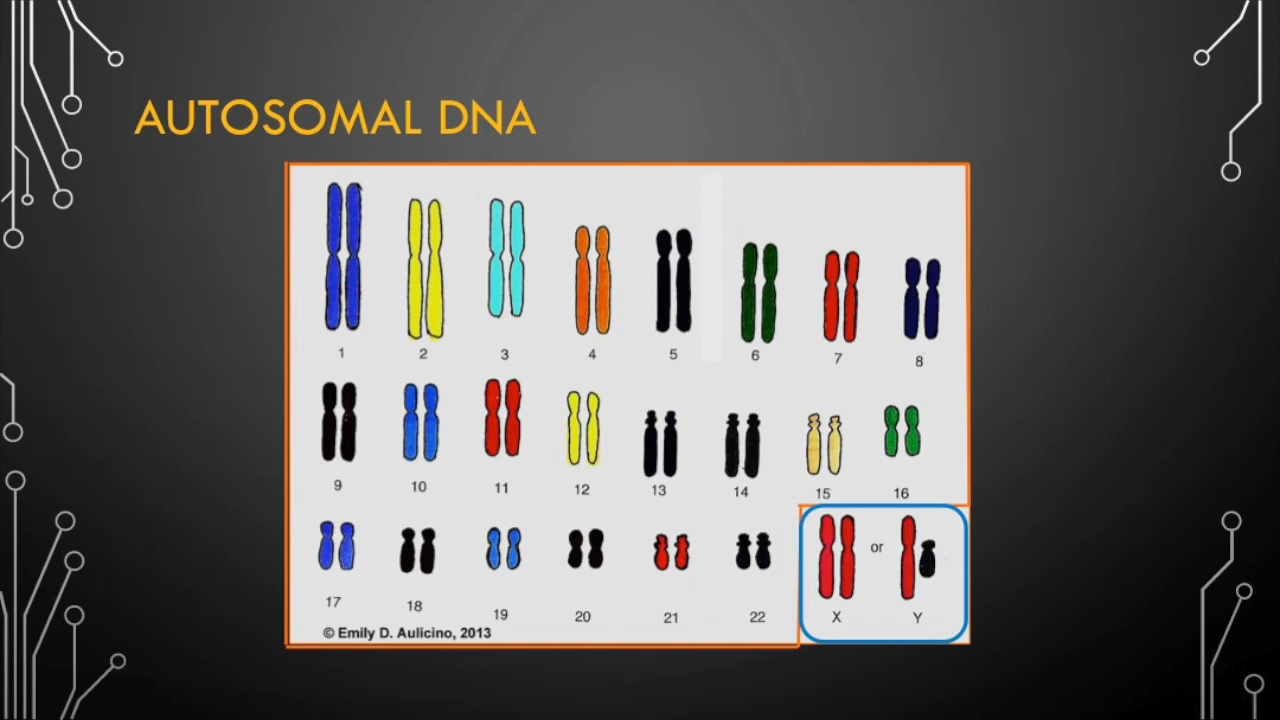 AUTOSOMAL DNA
1 2 3 4 5 6 7 8
9 10 11 12 13 14 15 16
or
17 18 19 20 21 22 X Y
© Emily D. Aulicino, 2013